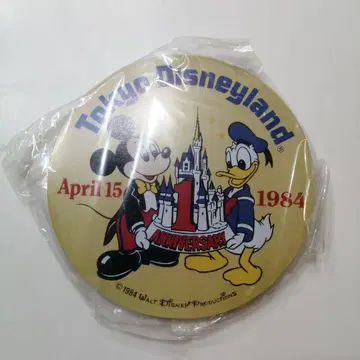 Tokyo Disneyland®
April 15
1984
1
ANNIVERSARY
© 1984 WALT DISNEY PRODUCTIONS